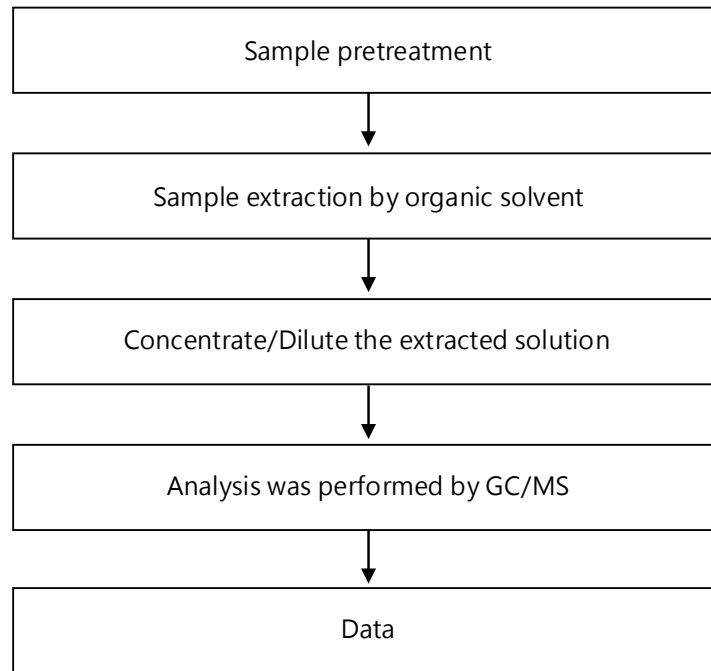 Sample pretreatment
Sample extraction by organic solvent
Concentrate/Dilute the extracted solution
Analysis was performed by GC/MS
Data